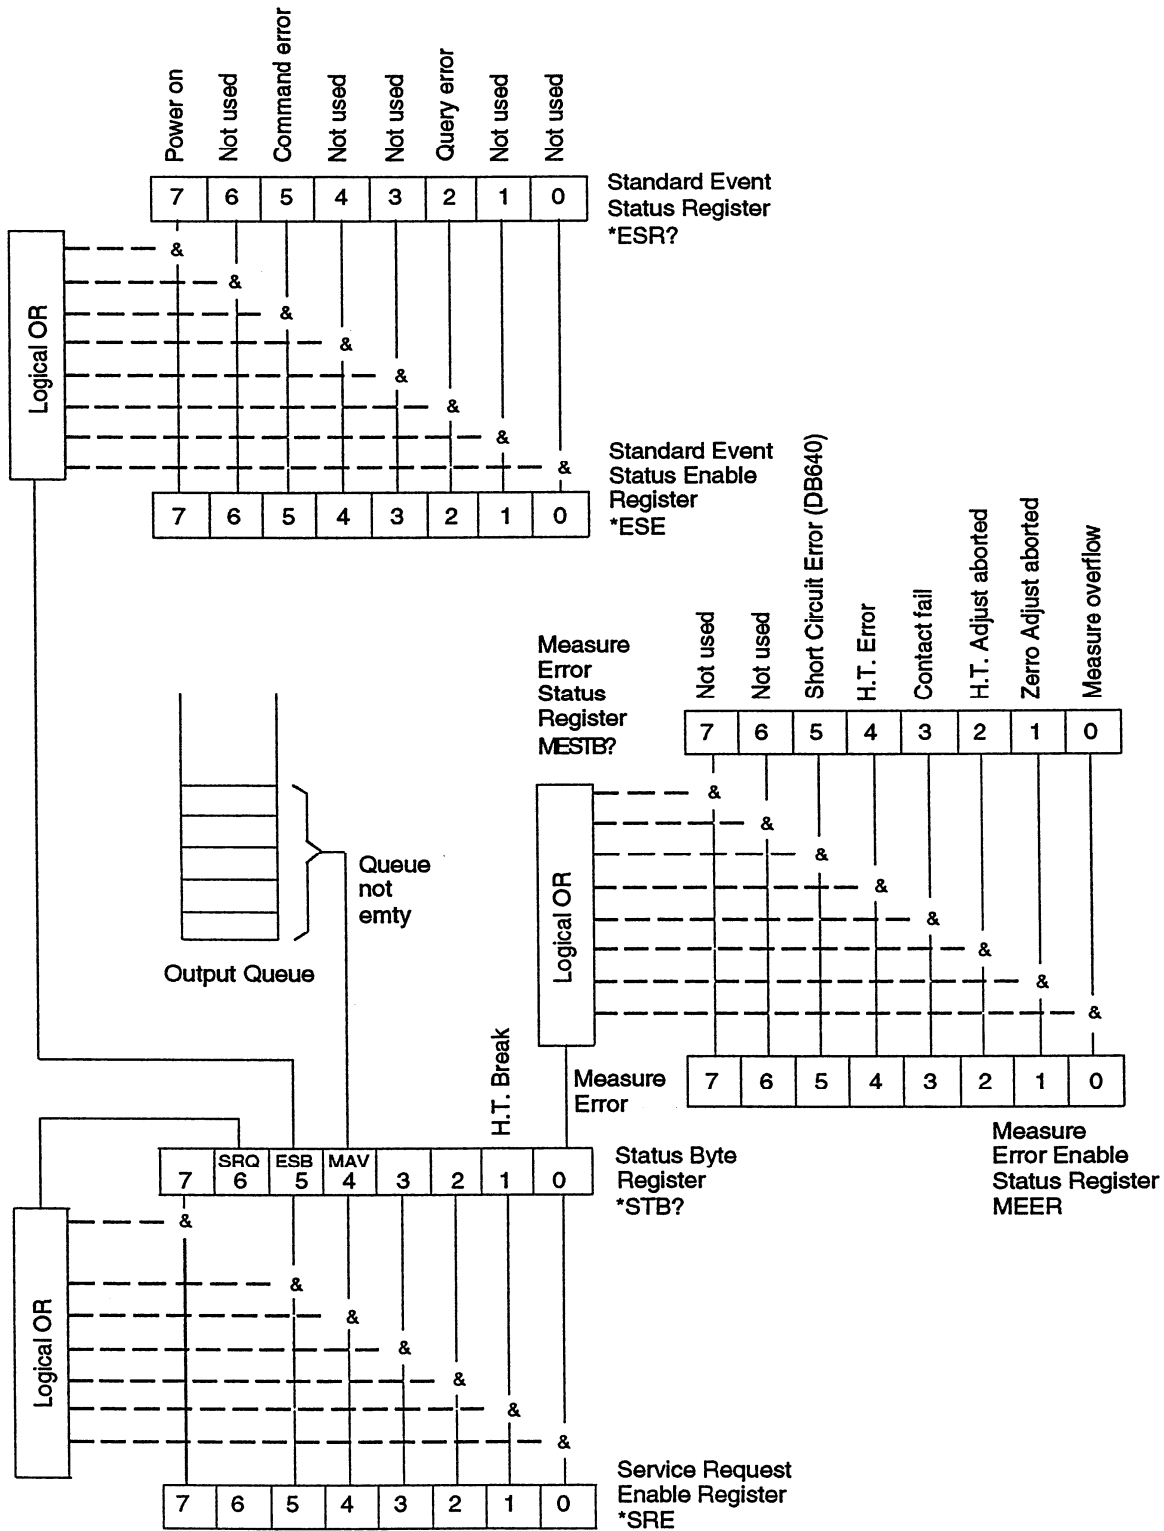 Power on
Not used
Command error
Not used
Not used
Query error
Not used
Not used
7 6 5 4 3 2 1 0
Standard Event
Status Register
*ESR?
Logical OR
&
&
&
&
&
&
&
&
Standard Event
Status Enable
Register
*ESE
7 6 5 4 3 2 1 0
Measure
Error
Status
Register
MESTB?
Not used
Not used
Short Circuit Error (DB640)
H.T. Error
Contact fail
H.T. Adjust aborted
Zerro Adjust aborted
Measure overflow
7 6 5 4 3 2 1 0
Logical OR
&
&
&
&
&
&
&
&
7 6 5 4 3 2 1 0
Measure
Error Enable
Status Register
MEER
Queue
not
emty
Output Queue
H.T. Break
Measure
Error
SRQ ESB MAV
7 6 5 4 3 2 1 0
Status Byte
Register
*STB?
Logical OR
&
&
&
&
&
&
&
Service Request
Enable Register
*SRE
7 6 5 4 3 2 1 0